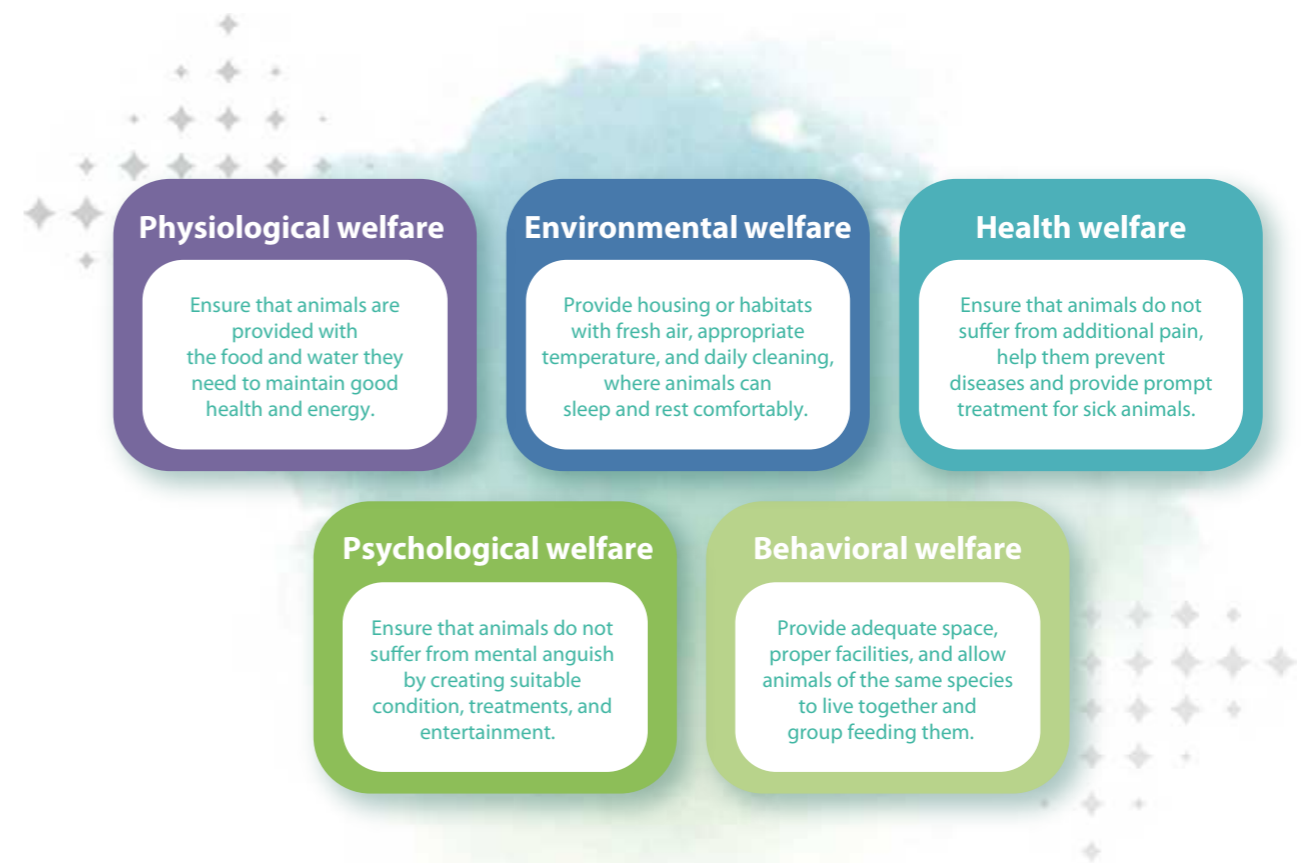 Physiological welfare
Ensure that animals are
provided with
the food and water they
need to maintain good
health and energy.
Environmental welfare
Provide housing or habitats
with fresh air, appropriate
temperature, and daily cleaning,
where animals can
sleep and rest comfortably.
Health welfare
Ensure that animals do not
suffer from additional pain,
help them prevent
diseases and provide prompt
treatment for sick animals.
Psychological welfare
Ensure that animals do not
suffer from mental anguish
by creating suitable
condition, treatments, and
entertainment.
Behavioral welfare
Provide adequate space,
proper facilities, and allow
animals of the same species
to live together and
group feeding them.